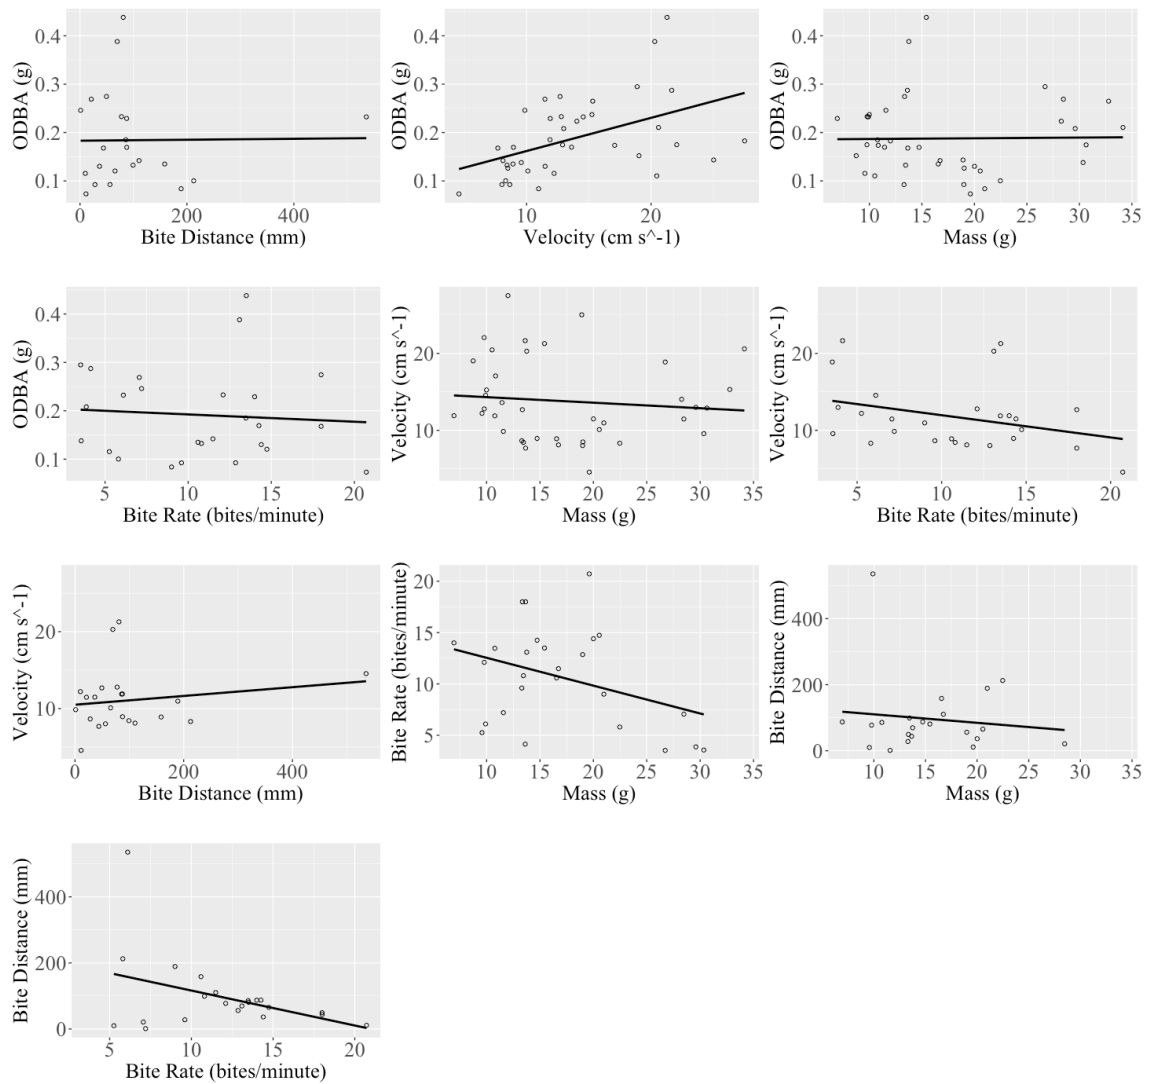 ODBA (g)
0.4
0.3
0.2
0.1
0 200 400
Bite Distance (mm)
ODBA (g)
0.4
0.3
0.2
0.1
10 20
Velocity (cm s^-1)
ODBA (g)
0.4
0.3
0.2
0.1
10 15 20 25 30 35
Mass (g)
ODBA (g)
0.4
0.3
0.2
0.1
5 10 15 20
Bite Rate (bites/minute)
Velocity (cm s^-1)
20
10
10 15 20 25 30 35
Mass (g)
Velocity (cm s^-1)
20
10
5 10 15 20
Bite Rate (bites/minute)
Velocity (cm s^-1)
20
10
0 200 400
Bite Distance (mm)
Bite Rate (bites/minute)
20
15
10
5
10 15 20 25 30 35
Mass (g)
Bite Distance (mm)
400
200
0
10 15 20 25 30 35
Mass (g)
Bite Distance (mm)
400
200
0
5 10 15 20
Bite Rate (bites/minute)